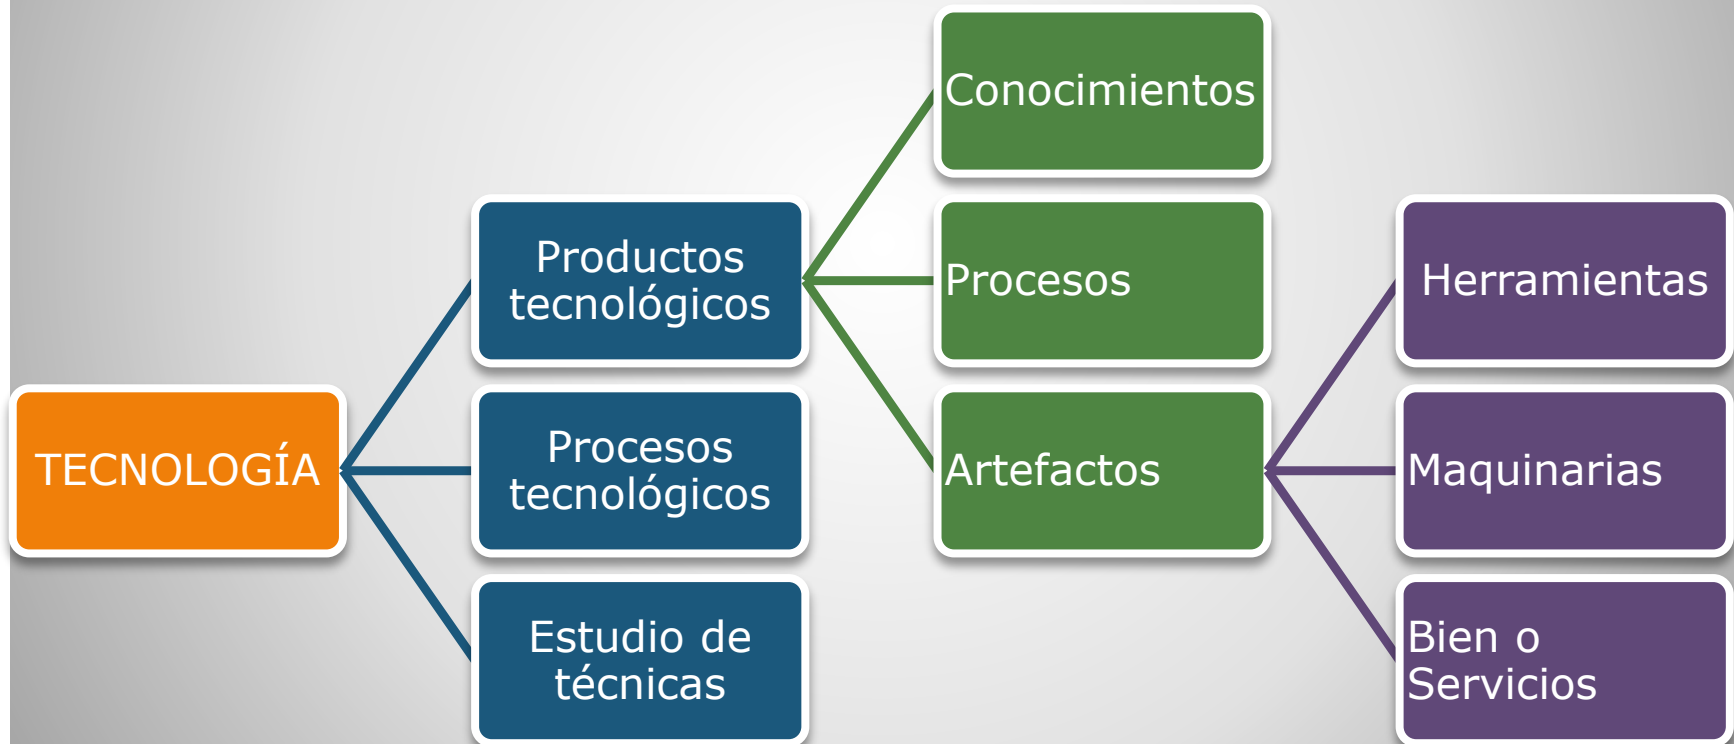 TECNOLOGÍA
Productos
tecnológicos
Procesos
tecnológicos
Estudio de
técnicas
Conocimientos
Procesos
Artefactos
Herramientas
Maquinarias
Bien o
Servicios